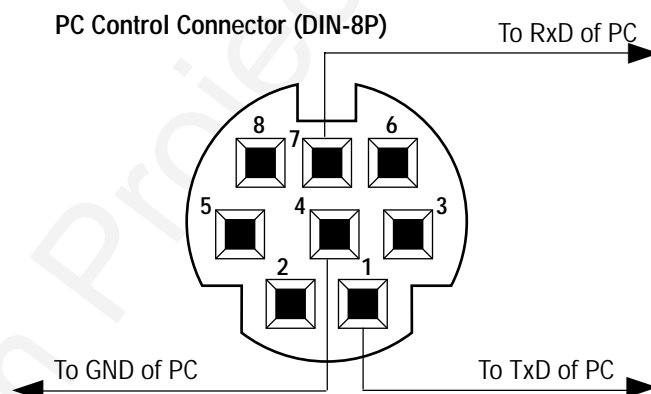 PC Control Connector (DIN-8P)
To RxD of PC
8 7 6
5 4 3
2 1
To GND of PC To TxD of PC